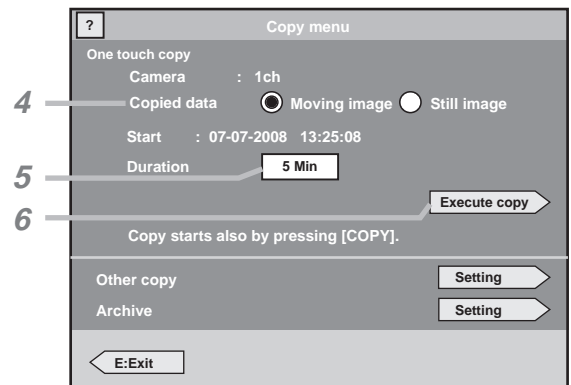 ? Copy menu
One touch copy
Camera : 1ch
4 Copied data Moving image Still image
Start : 07-07-2008 13:25:08
5 Duration 5 Min
6 Execute copy
Copy starts also by pressing [COPY].
Other copy Setting
Archive Setting
E:Exit